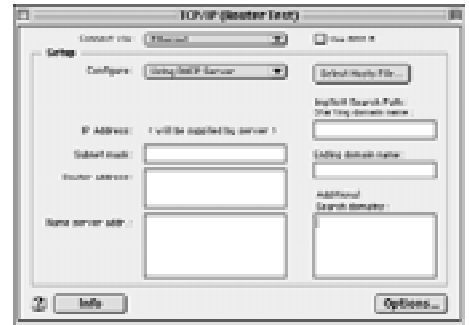 TCP/IP (Router Test)
Connect via: Ethernet
Use 802.3
Setup
Configure: Using DHCP Server
Select Hosts File...
Implicit Search Path:
Starting domain name:
IP Address: < will be supplied by server >
Subnet mask:
Ending domain name:
Router address:
Additional
Search domains:
Name server addr.:
? Info
Options...